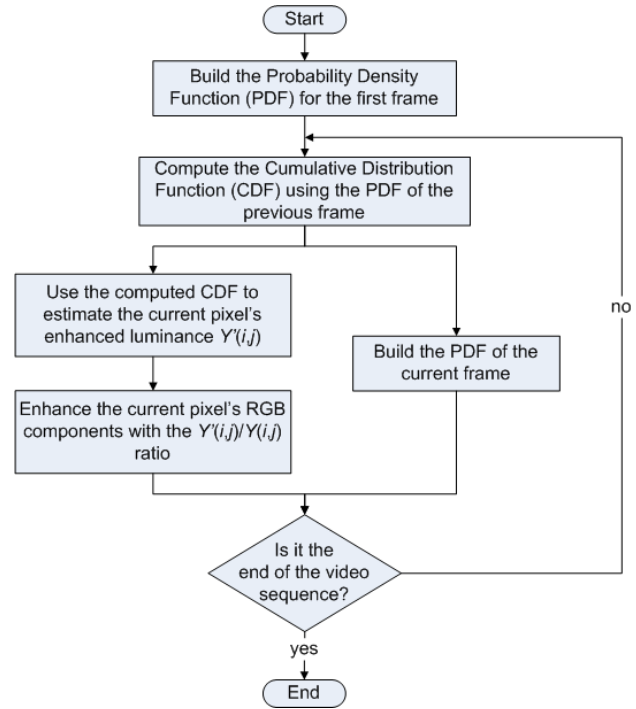 Start
Build the Probability Density
Function (PDF) for the first frame
Compute the Cumulative Distribution
Function (CDF) using the PDF of the
previous frame
Use the computed CDF to
estimate the current pixel's
enhanced luminance Y'(i,j)
Build the PDF of the
current frame
Enhance the current pixel's RGB
components with the Y'(i,j)/Y(i,j)
ratio
no
Is it the
end of the video
sequence?
yes
End